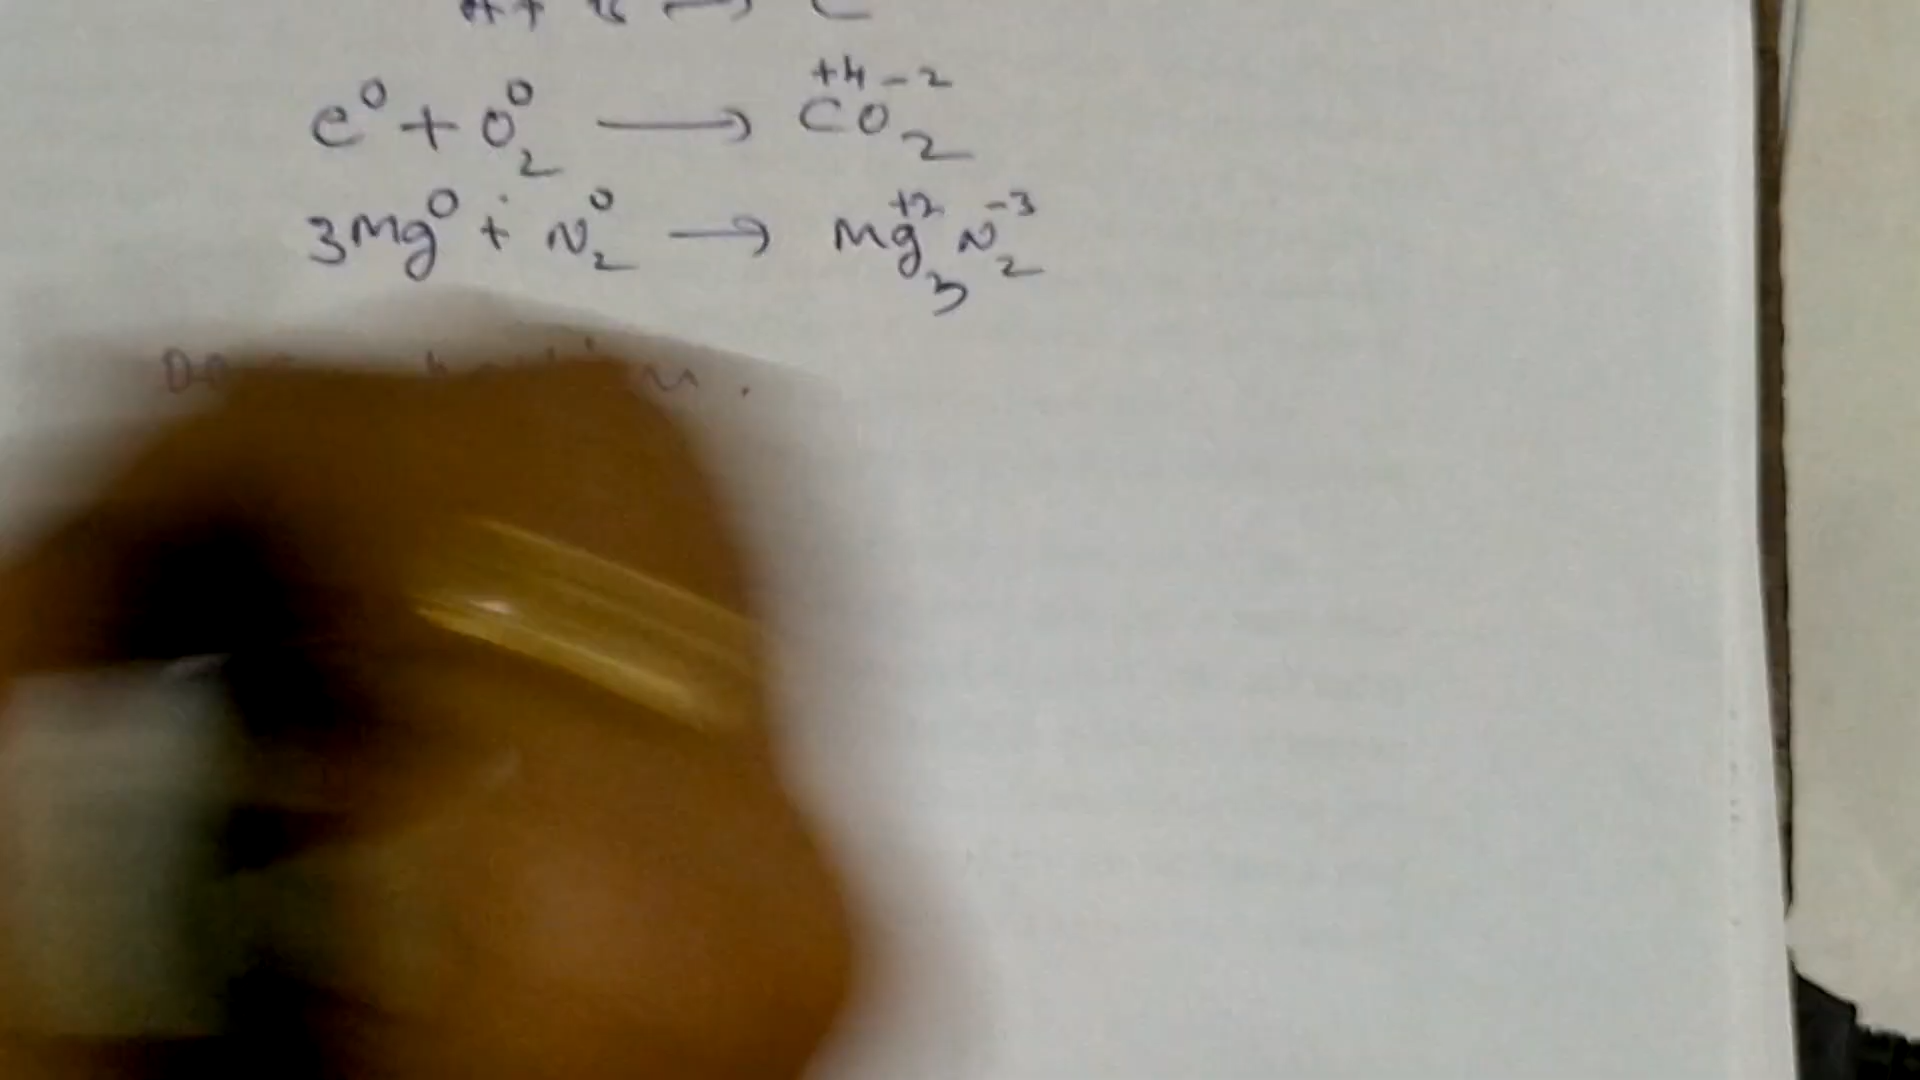 A + B → C
C⁰ + O₂⁰ → C⁺⁴O₂⁻²
3Mg⁰ + N₂⁰ → Mg₃⁺²N₂⁻³